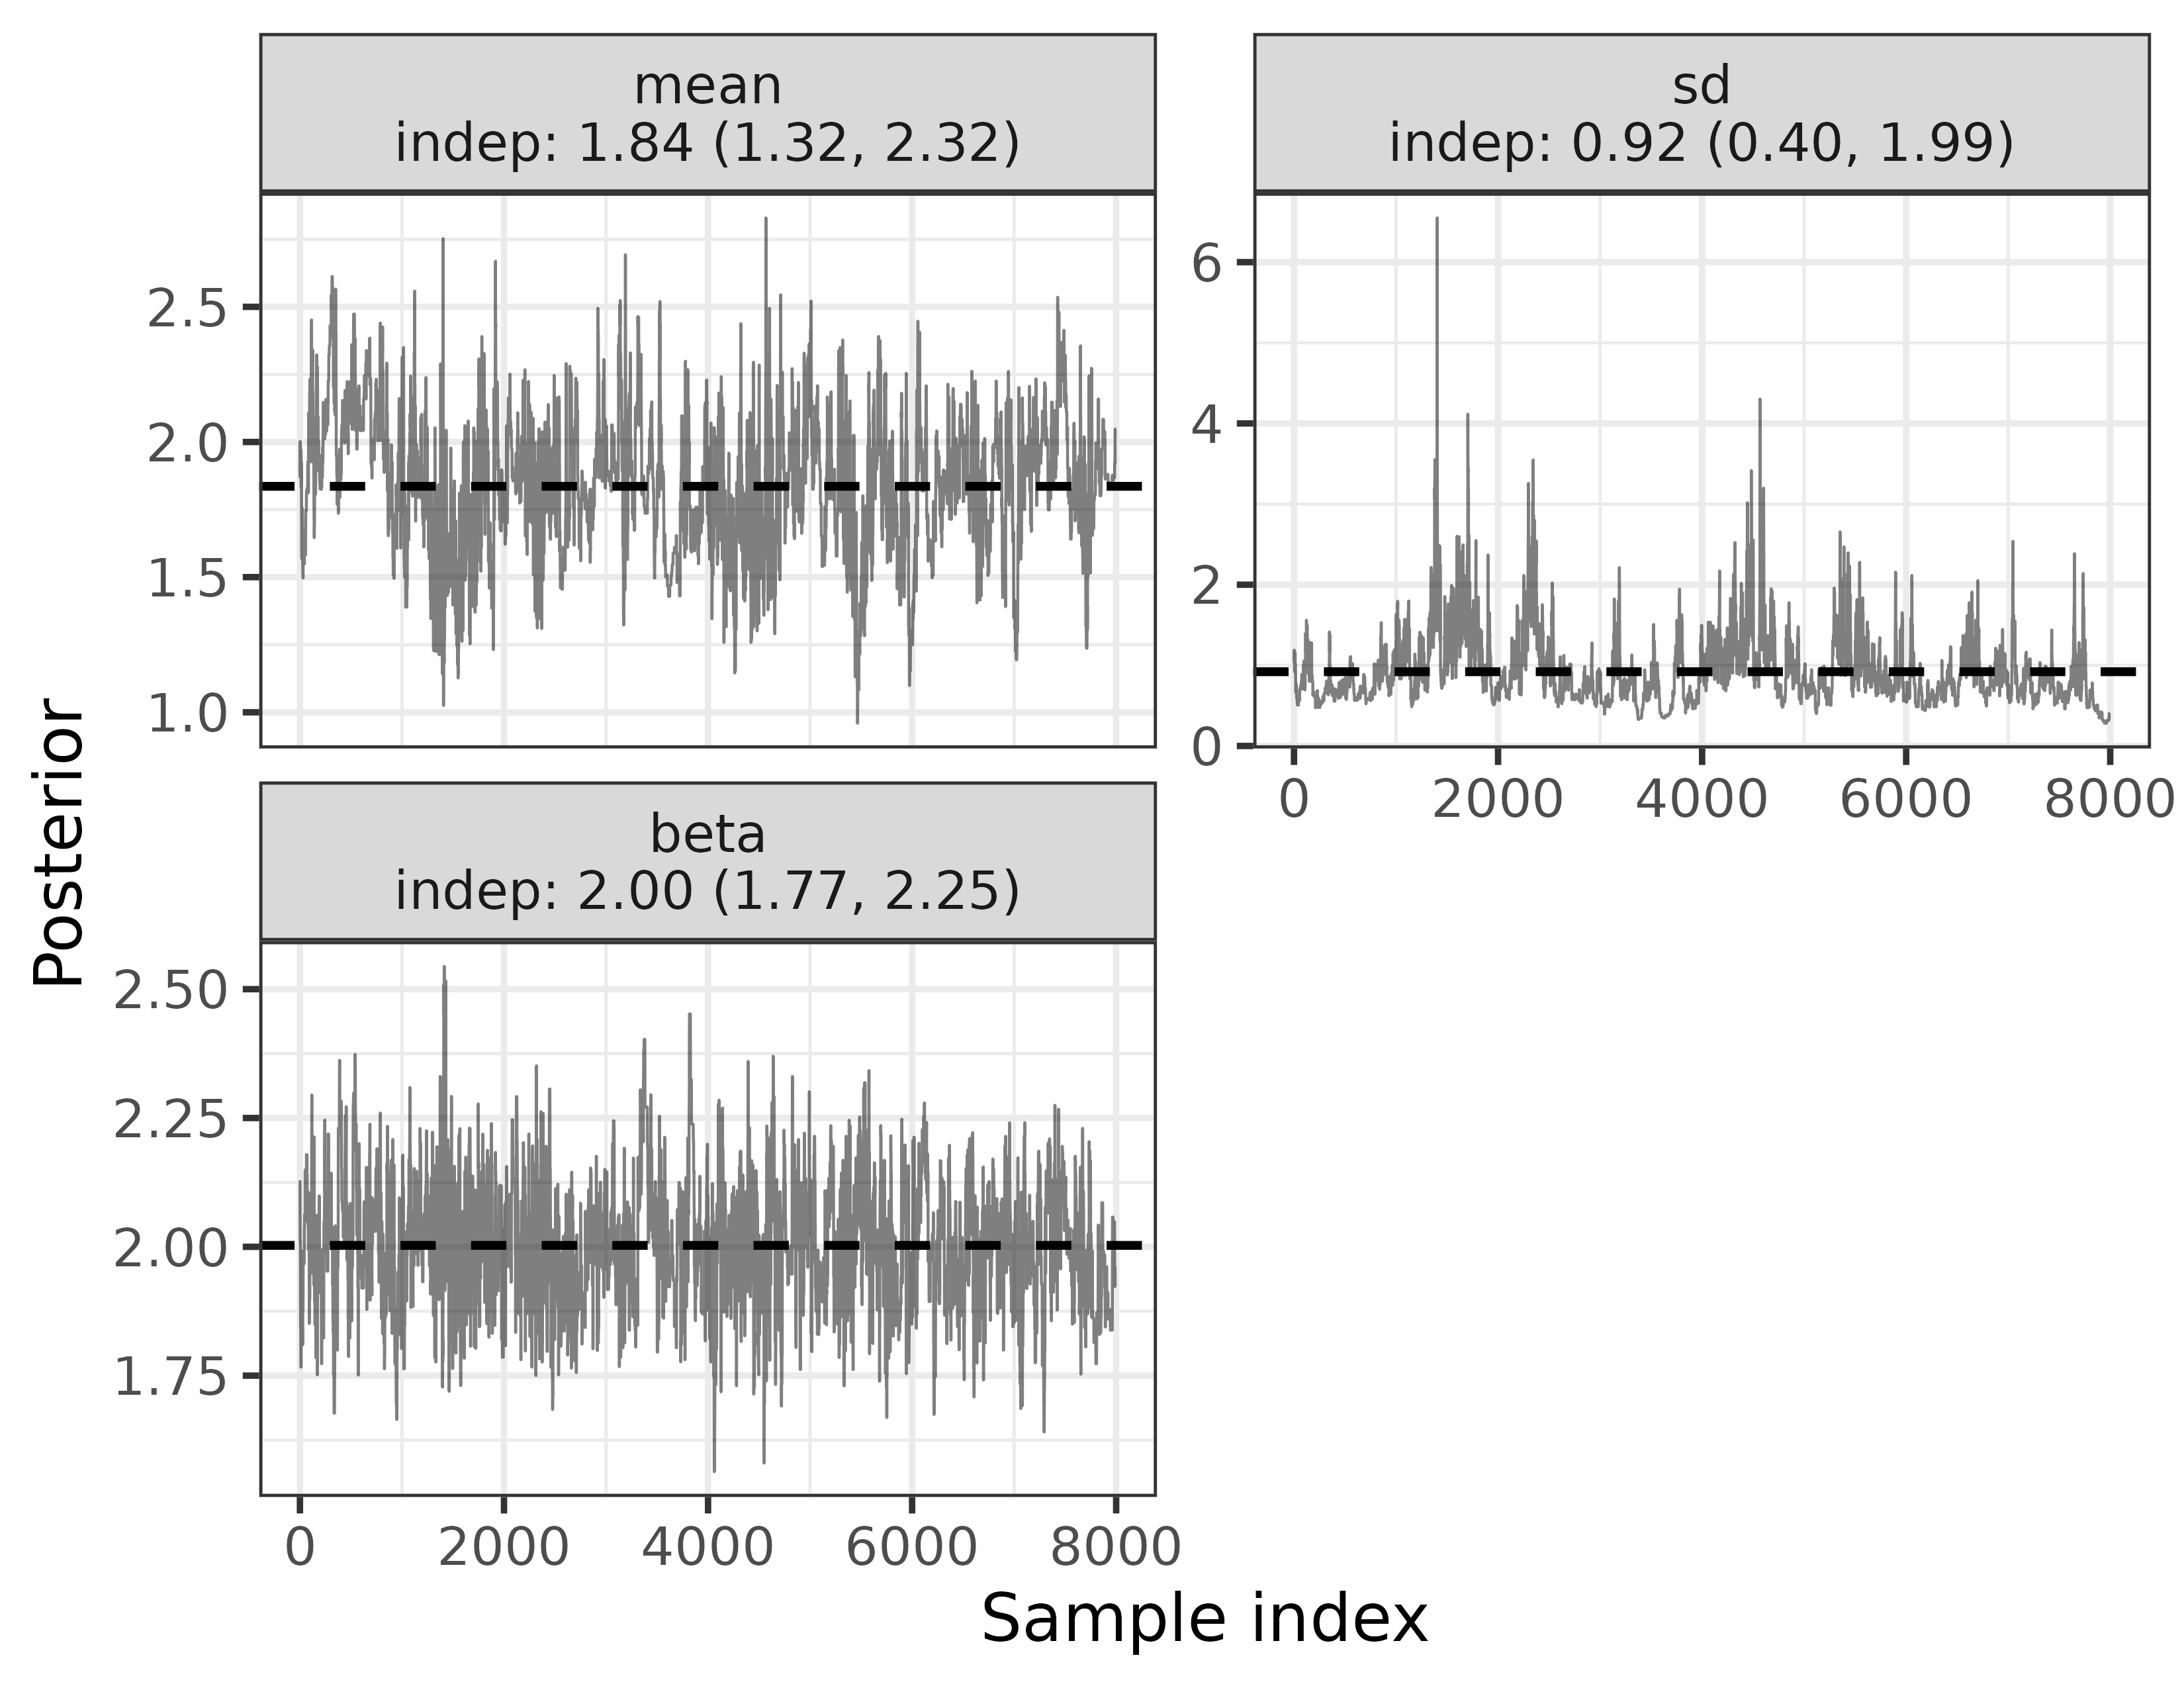 mean
indep: 1.84 (1.32, 2.32)
sd
indep: 0.92 (0.40, 1.99)
2.5
2.0
1.5
1.0
6
4
2
0
0 2000 4000 6000 8000
beta
indep: 2.00 (1.77, 2.25)
2.50
2.25
2.00
1.75
0 2000 4000 6000 8000
Posterior
Sample index